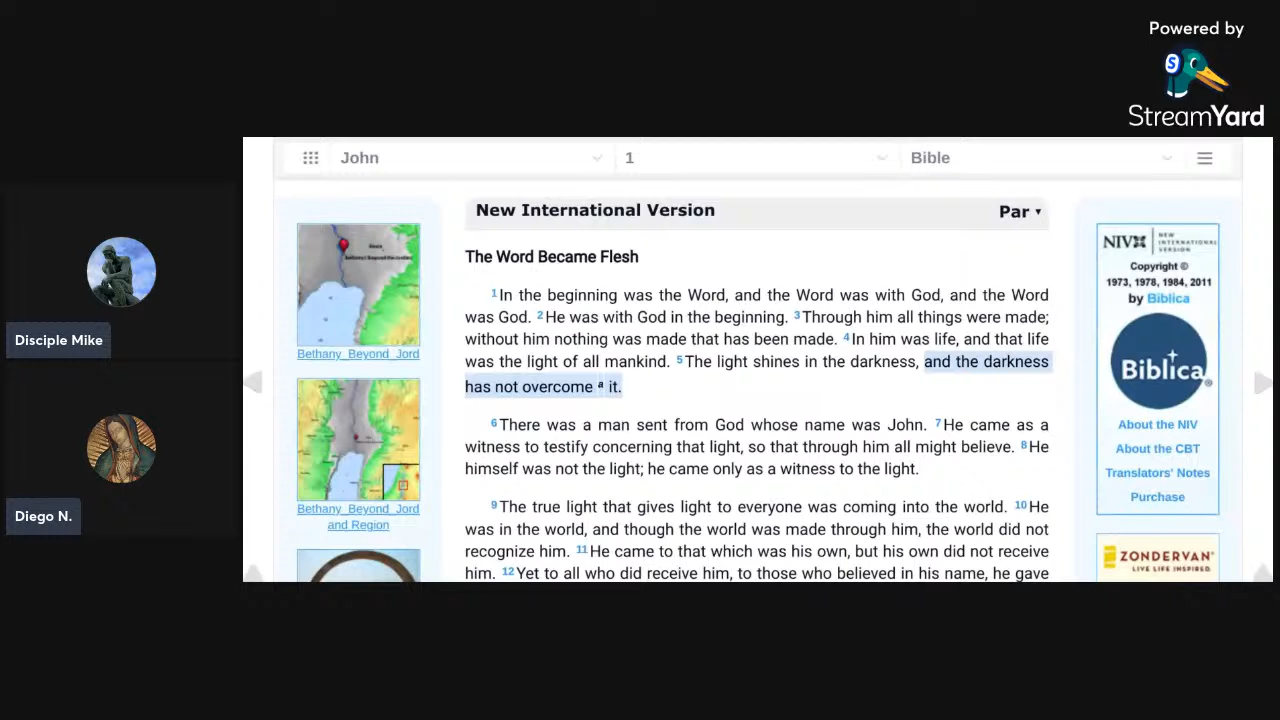 Powered by
StreamYard
John
1
Bible
New International Version
Par ▾
The Word Became Flesh
1In the beginning was the Word, and the Word was with God, and the Word
was God. 2He was with God in the beginning. 3Through him all things were made;
without him nothing was made that has been made. 4In him was life, and that life
was the light of all mankind. 5The light shines in the darkness, and the darkness
has not overcome a it.
6There was a man sent from God whose name was John. 7He came as a
witness to testify concerning that light, so that through him all might believe. 8He
himself was not the light; he came only as a witness to the light.
9The true light that gives light to everyone was coming into the world. 10He
was in the world, and though the world was made through him, the world did not
recognize him. 11He came to that which was his own, but his own did not receive
him. 12Yet to all who did receive him, to those who believed in his name, he gave
Bethany_Beyond_Jord
Bethany_Beyond_Jord
and Region
NIV
NEW
INTERNATIONAL
VERSION
Copyright ©
1973, 1978, 1984, 2011
by Biblica
Biblica®
About the NIV
About the CBT
Translators' Notes
Purchase
ZONDERVAN®
LIVE LIFE INSPIRED.
Disciple Mike
Diego N.